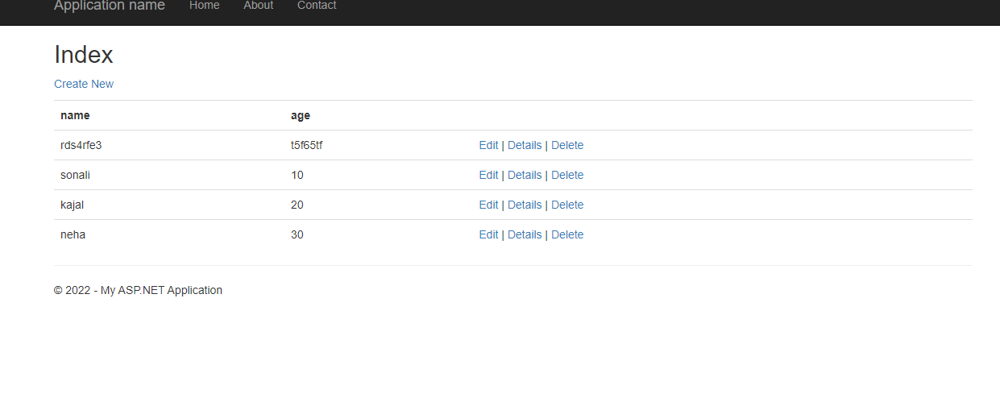 Application name Home About Contact
Index
Create New
name age
rds4rfe3 t5f65tf Edit | Details | Delete
sonali 10 Edit | Details | Delete
kajal 20 Edit | Details | Delete
neha 30 Edit | Details | Delete
© 2022 - My ASP.NET Application